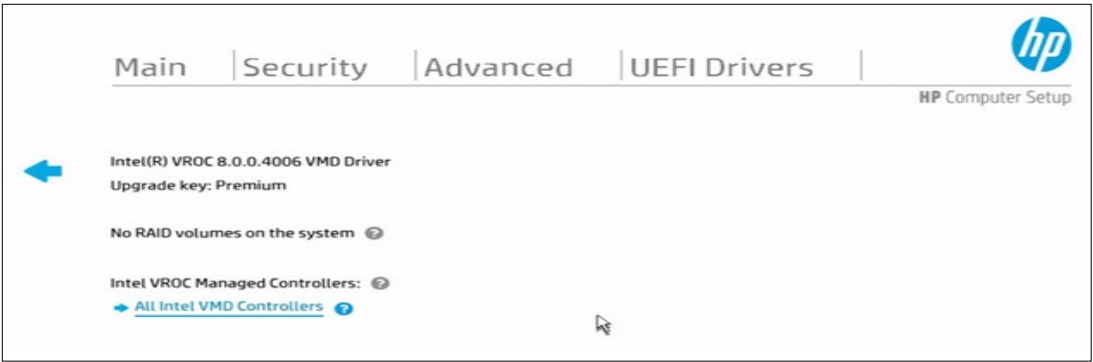 hp
Main Security Advanced UEFI Drivers
HP Computer Setup
Intel(R) VROC 8.0.0.4006 VMD Driver
Upgrade key: Premium
No RAID volumes on the system ?
Intel VROC Managed Controllers: ?
All Intel VMD Controllers ?